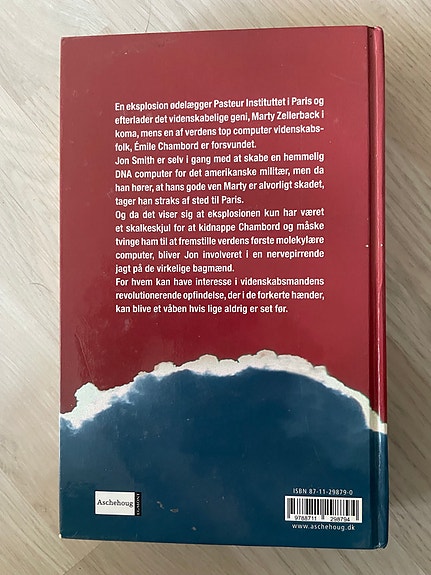 En eksplosion ødelægger Pasteur Instituttet i Paris og
efterlader det videnskabelige geni, Marty Zellerback i
koma, mens en af verdens top computer videnskabs-
folk, Émile Chambord er forsvundet.
Jon Smith er selv i gang med at skabe en hemmelig
DNA computer for det amerikanske militær, men da
han hører, at hans gode ven Marty er alvorligt skadet,
tager han straks af sted til Paris.
Og da det viser sig at eksplosionen kun har været
et skalkeskjul for at kidnappe Chambord og måske
tvinge ham til at fremstille verdens første molekylære
computer, bliver Jon involveret i en nervepirrende
jagt på de virkelige bagmænd.
For hvem kan have interesse i videnskabsmandens
revolutionerende opfindelse, der i de forkerte hænder,
kan blive et våben hvis lige aldrig er set før.
Aschehoug
EGMONT
ISBN 87-11-29879-0
9788711 298794
www.aschehoug.dk